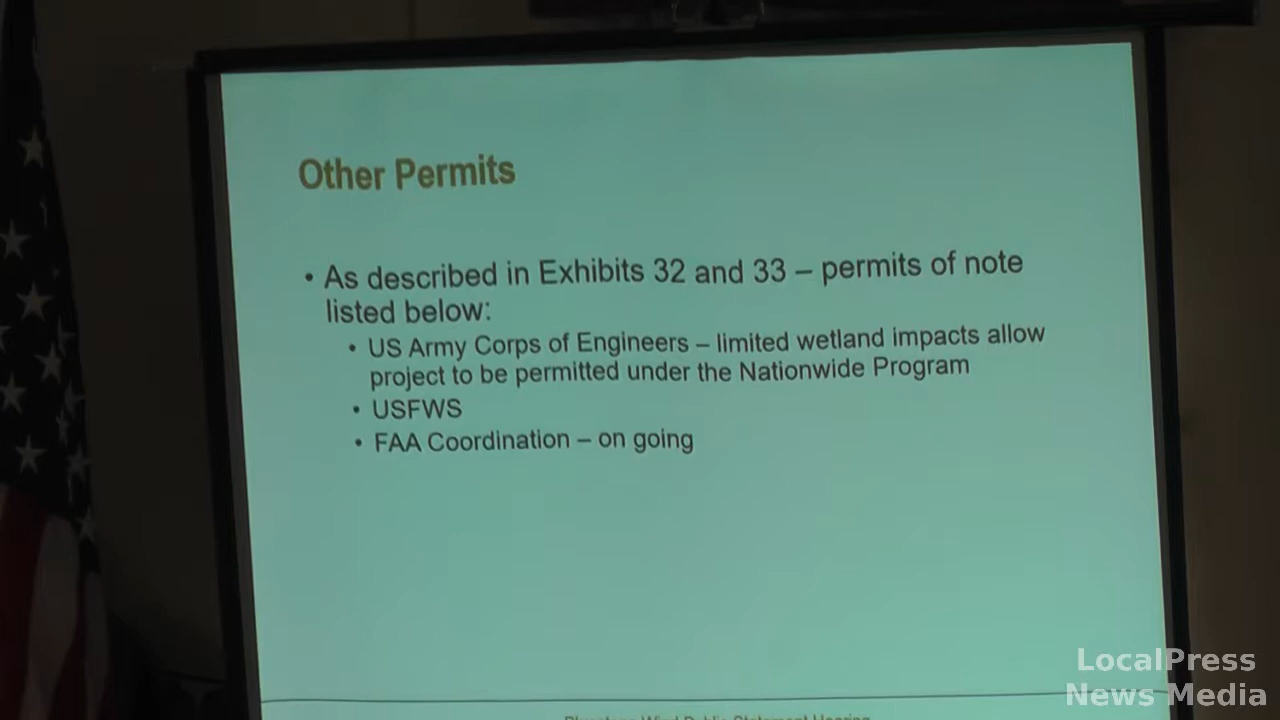 Other Permits
• As described in Exhibits 32 and 33 – permits of note
listed below:
• US Army Corps of Engineers – limited wetland impacts allow
project to be permitted under the Nationwide Program
• USFWS
• FAA Coordination – on going
LocalPress
News Media